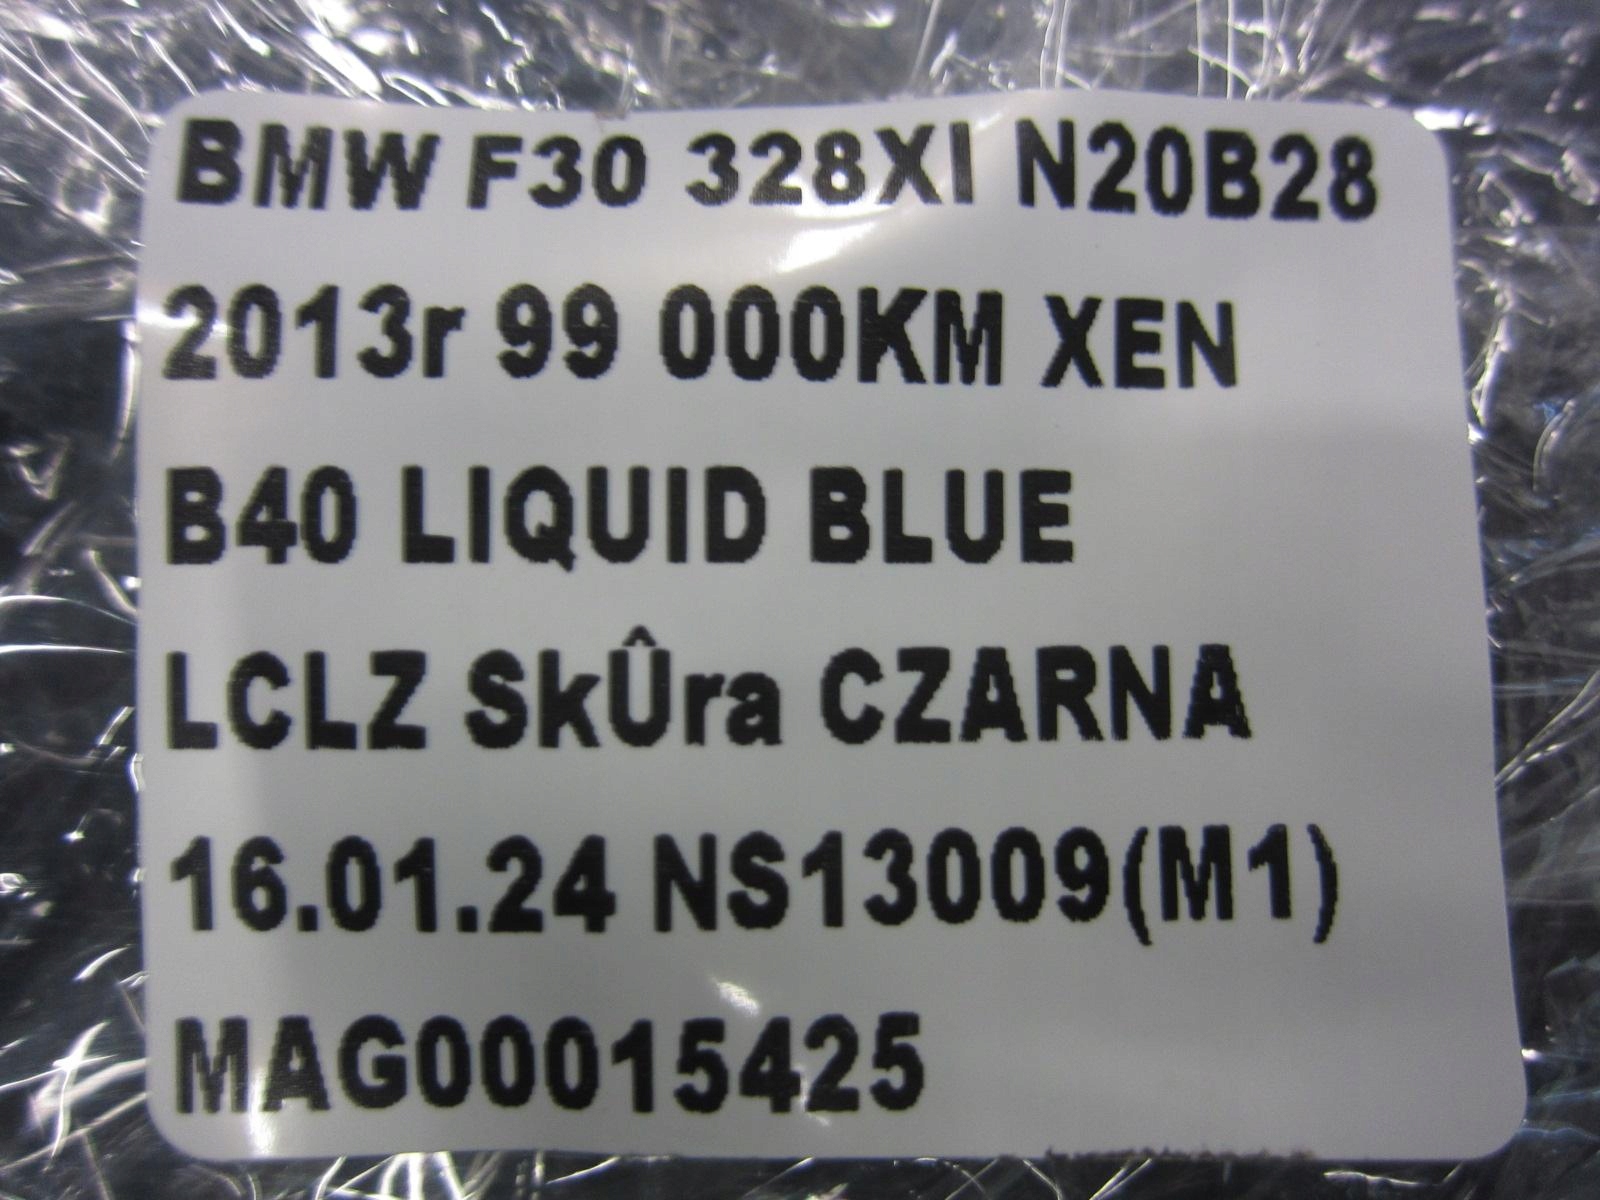 BMW F30 328XI N20B28
2013r 99 000KM XEN
B40 LIQUID BLUE
LCLZ SkÛra CZARNA
16.01.24 NS13009(M1)
MAG00015425